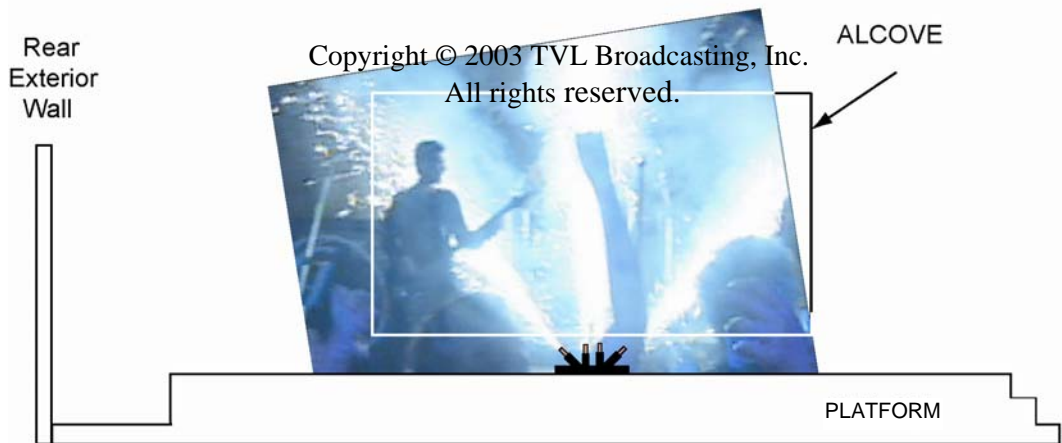 Rear
Exterior
Wall
Copyright © 2003 TVL Broadcasting, Inc.
All rights reserved.
ALCOVE
PLATFORM